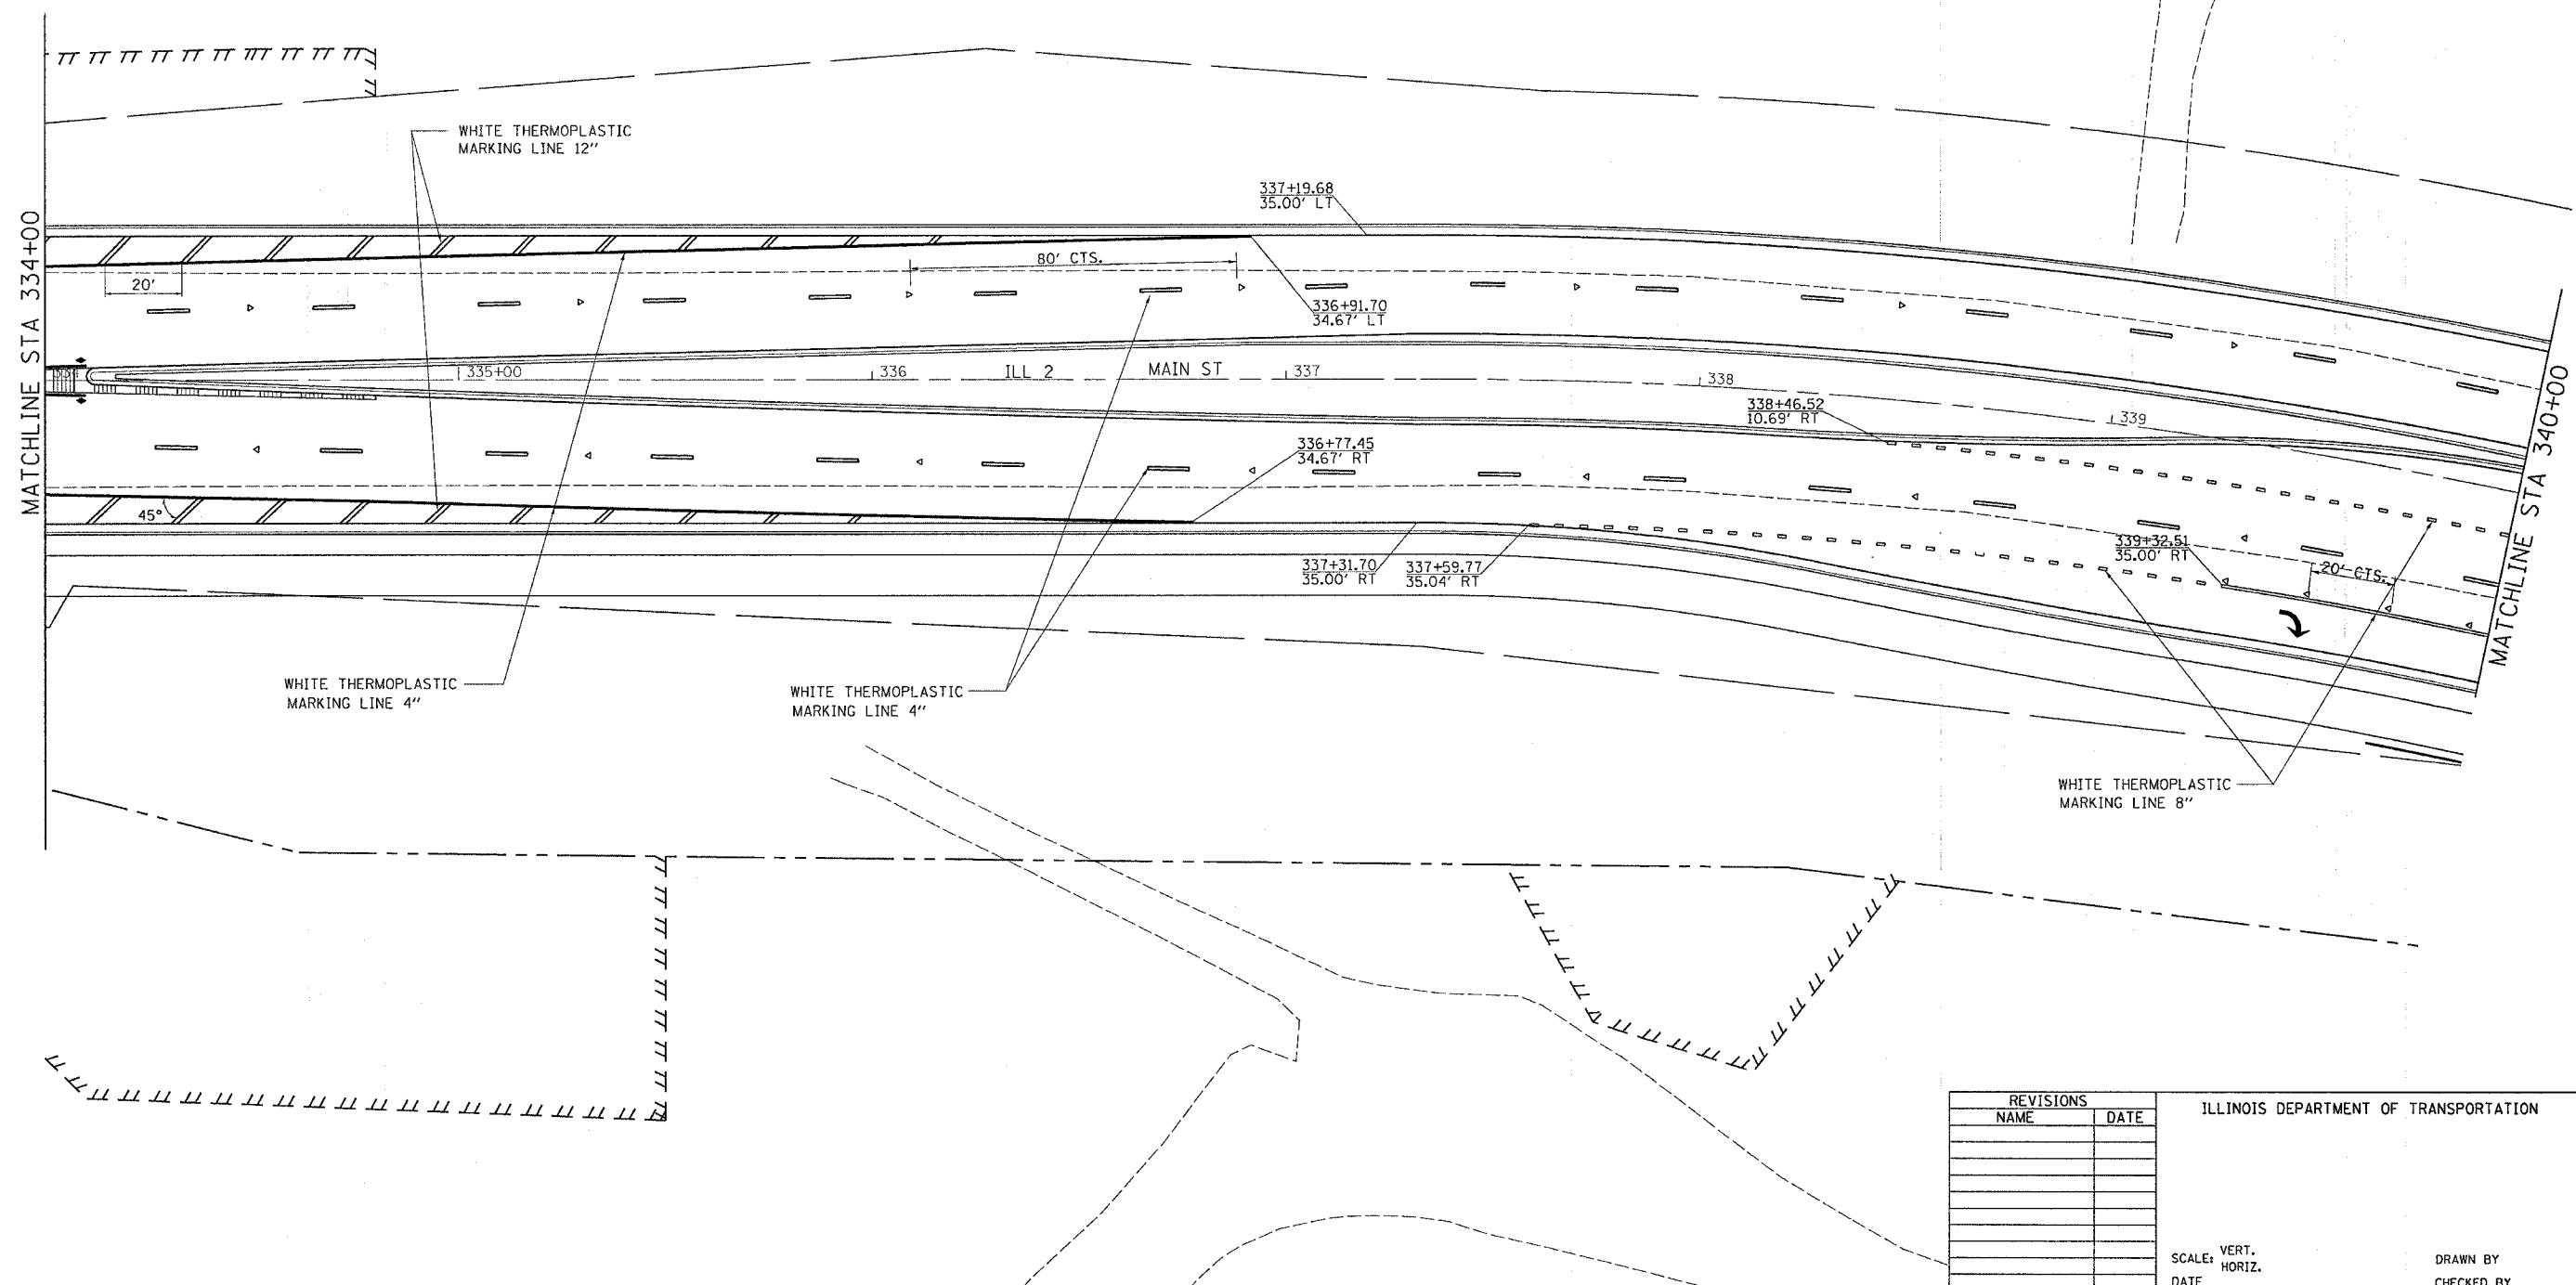 WHITE THERMOPLASTIC
MARKING LINE 12"
337+19.68
35.00' LT
MATCHLINE STA 334+00
20'
80' CTS.
336+91.70
34.67' LT
335+00
336
ILL 2
MAIN ST
337
338
339
338+46.52
10.69' RT
336+77.45
34.67' RT
MATCHLINE STA 340+00
45°
337+31.70
35.00' RT
337+59.77
35.04' RT
339+32.51
35.00' RT
20' CTS.
WHITE THERMOPLASTIC
MARKING LINE 4"
WHITE THERMOPLASTIC
MARKING LINE 4"
WHITE THERMOPLASTIC
MARKING LINE 8"
REVISIONS
NAME DATE
ILLINOIS DEPARTMENT OF TRANSPORTATION
SCALE: VERT.
HORIZ.
DRAWN BY
DATE
CHECKED BY